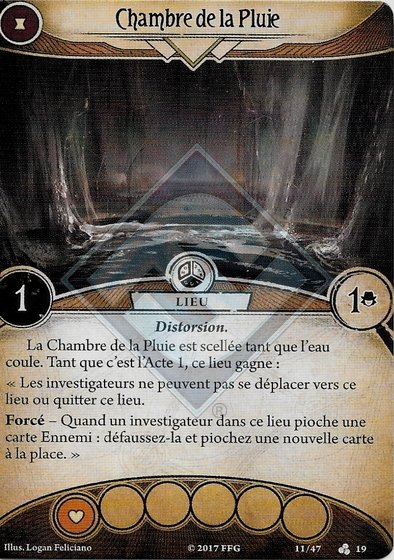 Chambre de la Pluie
1
1
LIEU
Distorsion.
La Chambre de la Pluie est scellée tant que l'eau
coule. Tant que c'est l'Acte 1, ce lieu gagne :
« Les investigateurs ne peuvent pas se déplacer vers ce
lieu ou quitter ce lieu.
Forcé – Quand un investigateur dans ce lieu pioche une
carte Ennemi : défaussez-la et piochez une nouvelle carte
à la place. »
®
Illus. Logan Feliciano © 2017 FFG 11/47 19